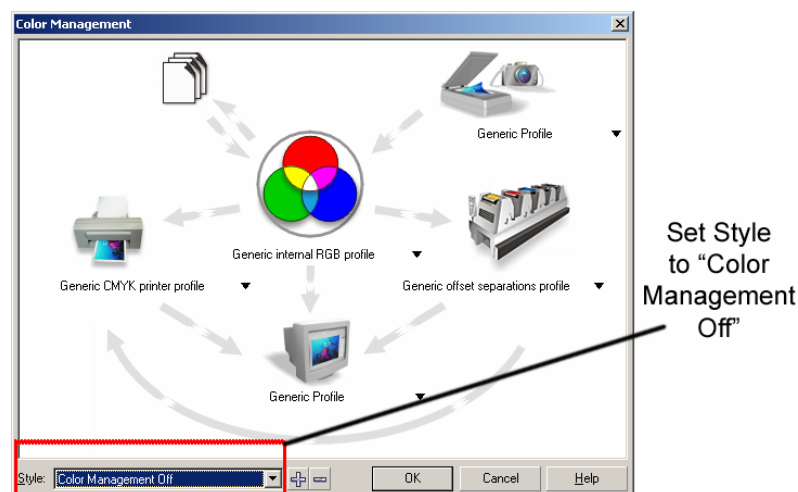 Color Management
Generic Profile
Generic internal RGB profile
Generic CMYK printer profile
Generic offset separations profile
Generic Profile
Set Style
to “Color
Management
Off”
Style: Color Management Off
OK Cancel Help